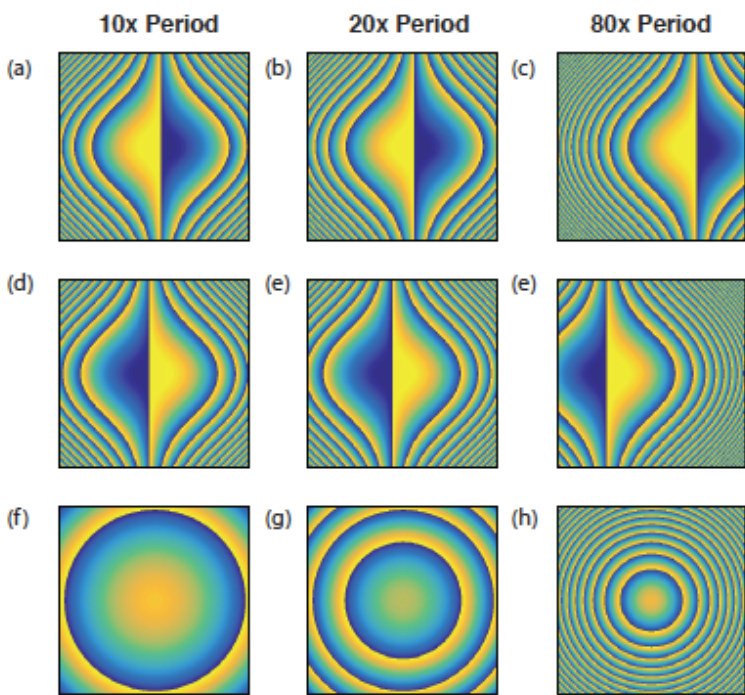 10x Period 20x Period 80x Period
(a) (b) (c)
(d) (e) (e)
(f) (g) (h)